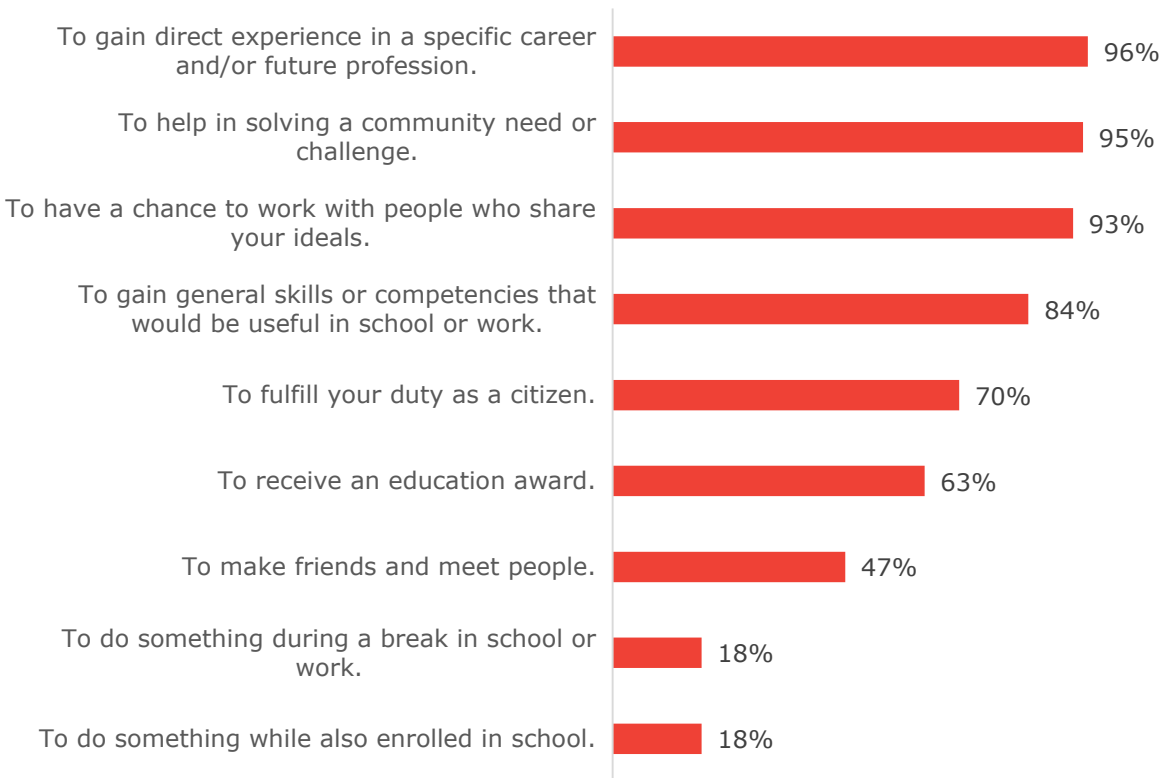 To gain direct experience in a specific career
and/or future profession.
96%
To help in solving a community need or
challenge.
95%
To have a chance to work with people who share
your ideals.
93%
To gain general skills or competencies that
would be useful in school or work.
84%
To fulfill your duty as a citizen.
70%
To receive an education award.
63%
To make friends and meet people.
47%
To do something during a break in school or
work.
18%
To do something while also enrolled in school.
18%